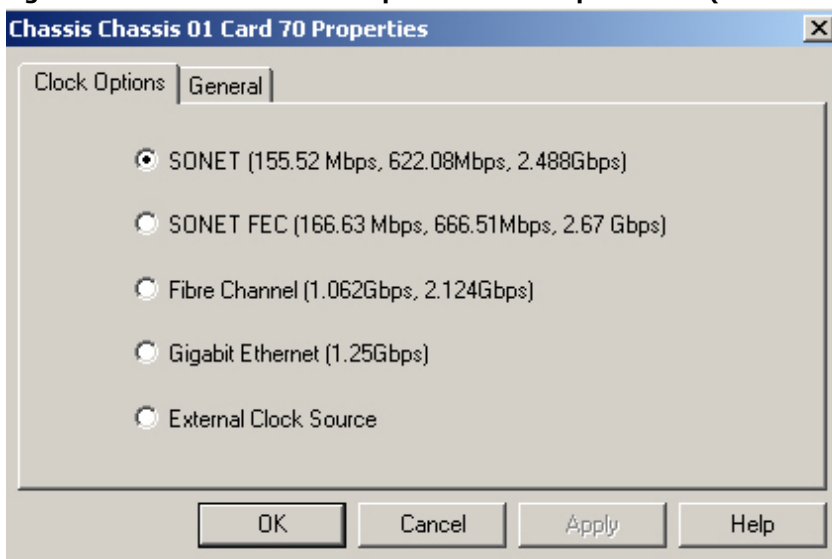 Chassis Chassis 01 Card 70 Properties
Clock Options General
SONET (155.52 Mbps, 622.08Mbps, 2.488Gbps)
SONET FEC (166.63 Mbps, 666.51Mbps, 2.67 Gbps)
Fibre Channel (1.062Gbps, 2.124Gbps)
Gigabit Ethernet (1.25Gbps)
External Clock Source
OK Cancel Apply Help